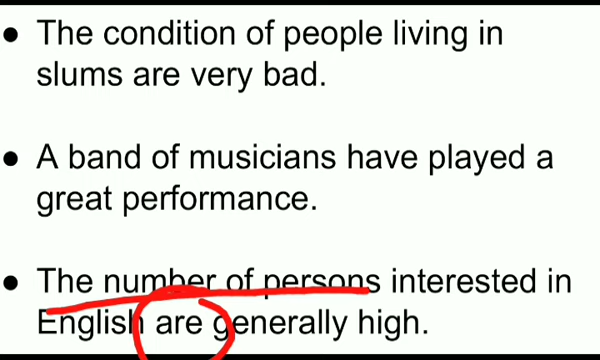 • The condition of people living in
slums are very bad.
• A band of musicians have played a
great performance.
• The number of persons interested in
English are generally high.